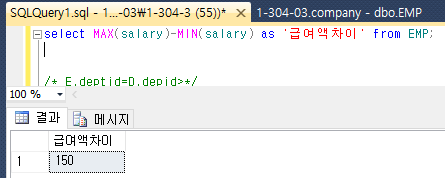 SQLQuery1.sql - 1...-03\1-304-3 (55))*
1-304-03.company - dbo.EMP
select MAX(salary)-MIN(salary) as '급여액차이' from EMP;
/* E.deptid=D.depid>*/
100 %
결과
메시지
급여액차이
1 150